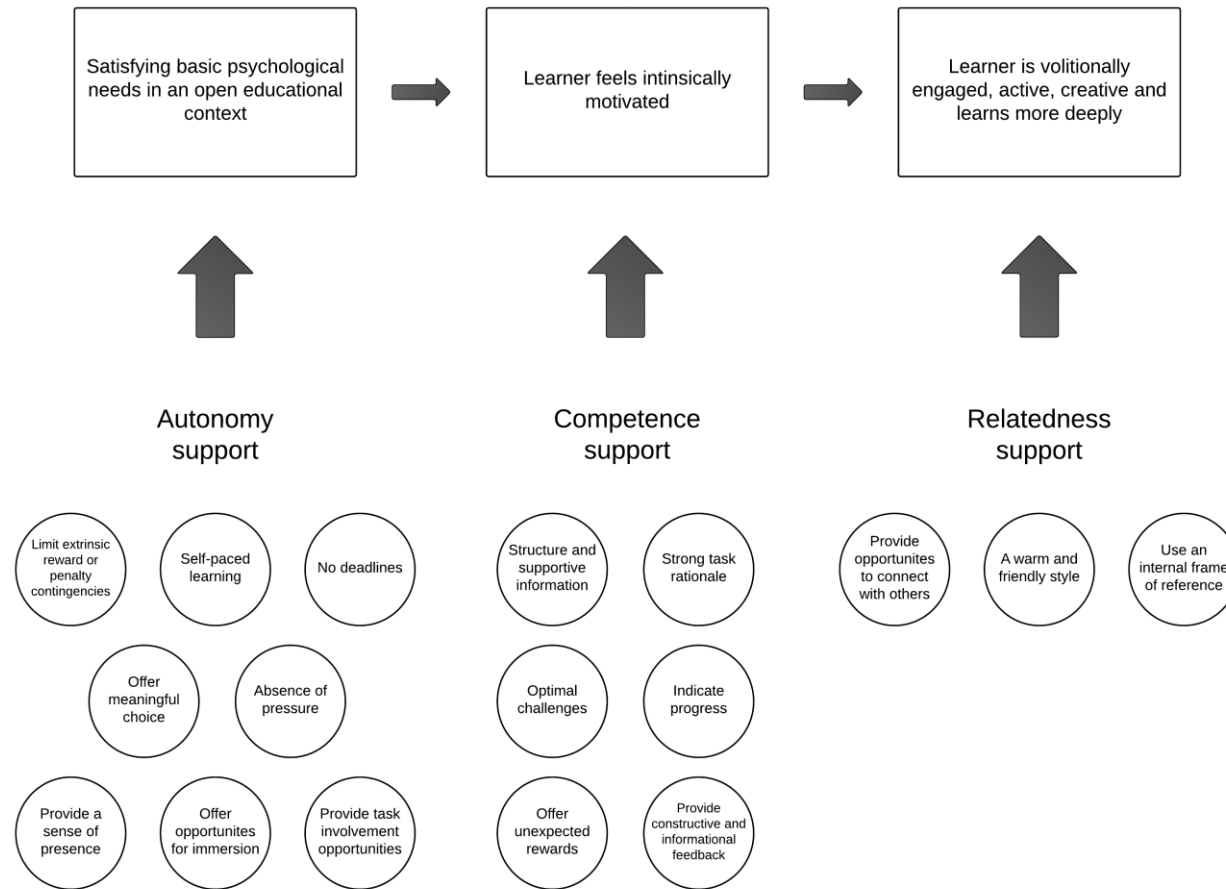 Satisfying basic psychological
needs in an open educational
context
Learner feels intrinsically
motivated
Learner is volitionally
engaged, active, creative and
learns more deeply
Autonomy
support
Competence
support
Relatedness
support
Limit extrinsic
reward or
penalty
contingencies
Self-paced
learning
No deadlines
Offer
meaningful
choice
Absence of
pressure
Provide a
sense of
presence
Offer
opportunites
for immersion
Provide task
involvement
opportunities
Structure and
supportive
information
Strong task
rationale
Optimal
challenges
Indicate
progress
Offer
unexpected
rewards
Provide
constructive and
informational
feedback
Provide
opportunites
to connect
with others
A warm and
friendly style
Use an
internal frame
of reference